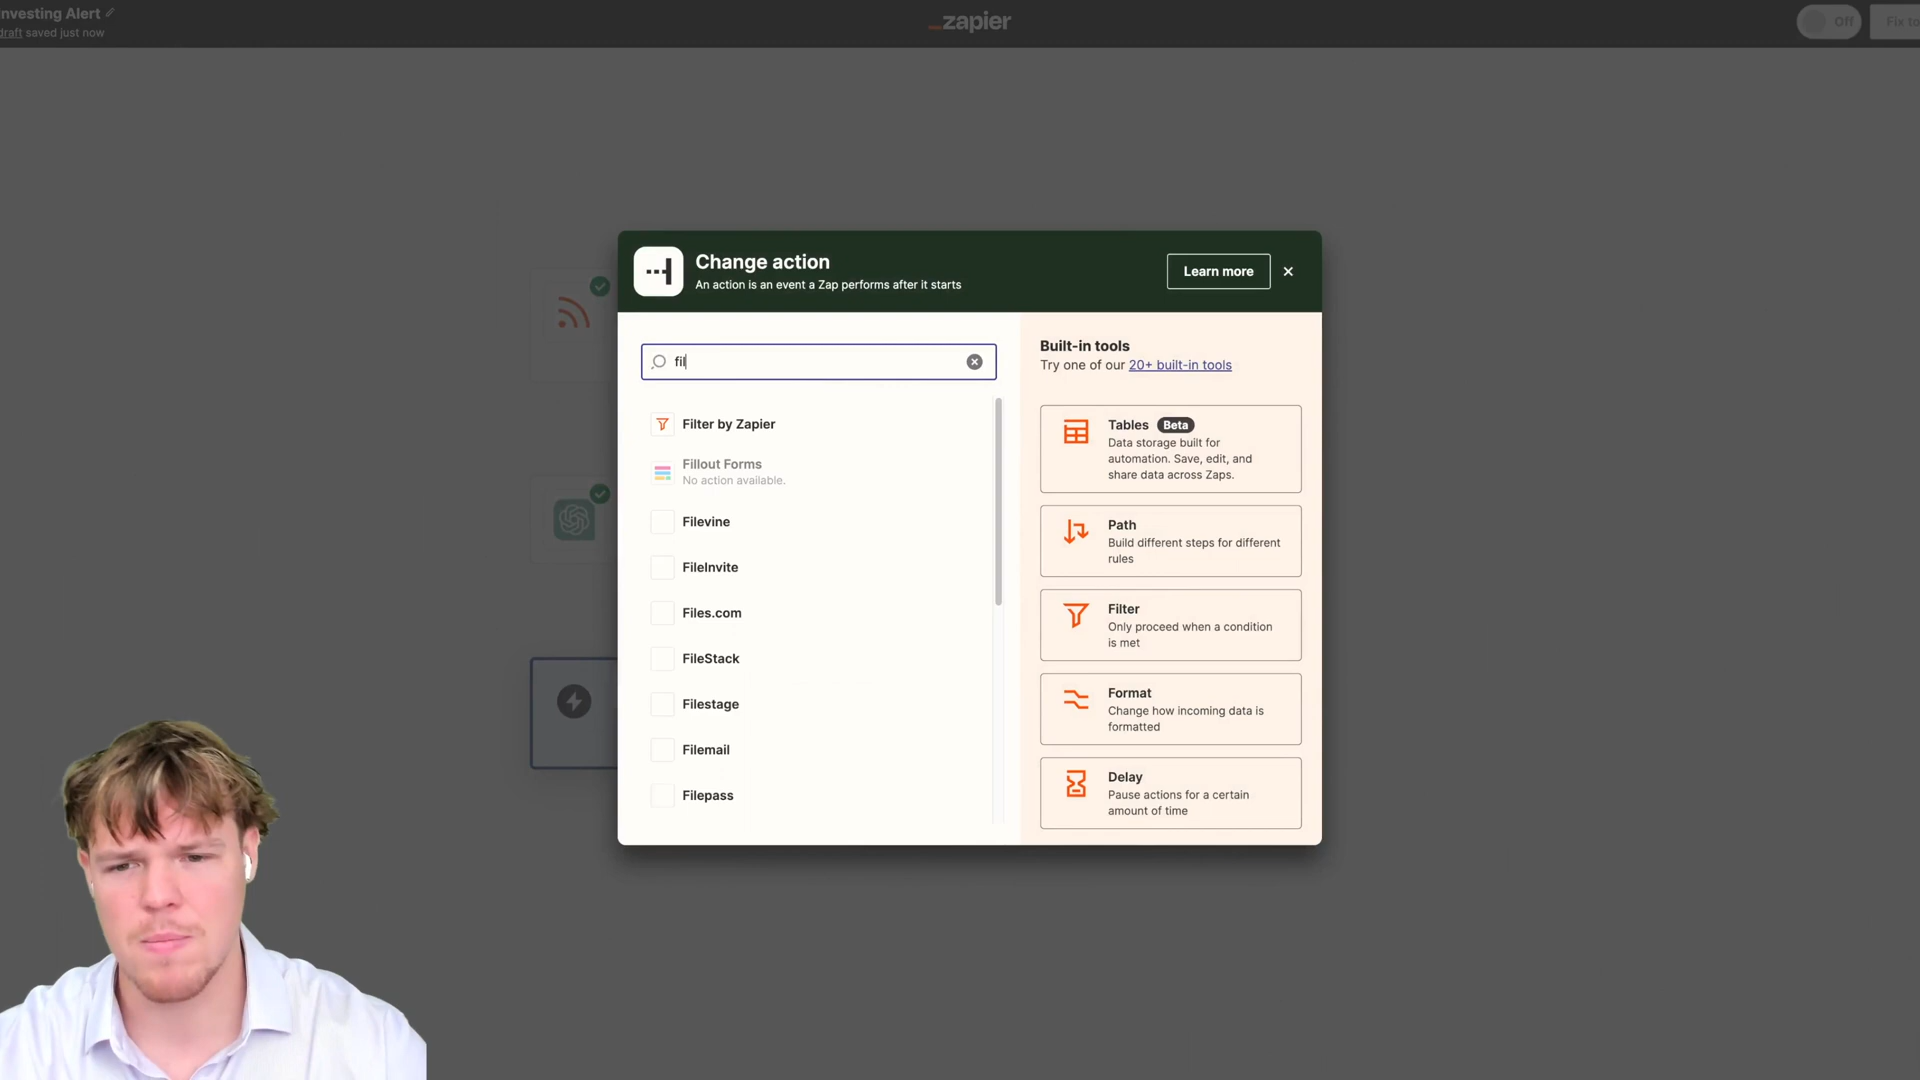 nvesting Alert
draft saved just now
zapier
Off
Fix to
Change action
An action is an event a Zap performs after it starts
Learn more
fil
Filter by Zapier
Fillout Forms
No action available.
Filevine
FileInvite
Files.com
FileStack
Filestage
Filemail
Filepass
Built-in tools
Try one of our 20+ built-in tools
Tables Beta
Data storage built for
automation. Save, edit, and
share data across Zaps.
Path
Build different steps for different
rules
Filter
Only proceed when a condition
is met
Format
Change how incoming data is
formatted
Delay
Pause actions for a certain
amount of time